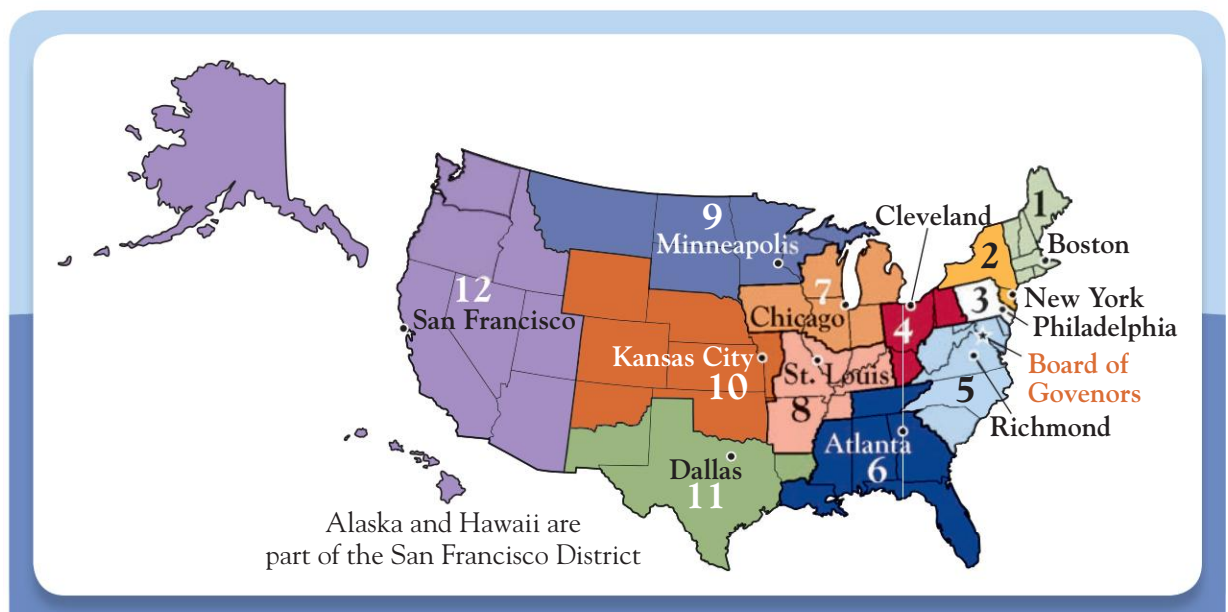 1
Cleveland
9
Minneapolis
Boston
2
7
12
3
New York
San Francisco
Chicago
4
Philadelphia
Kansas City
10
St. Louis
8
5
Board of
Govenors
Richmond
Atlanta
6
Dallas
11
Alaska and Hawaii are
part of the San Francisco District